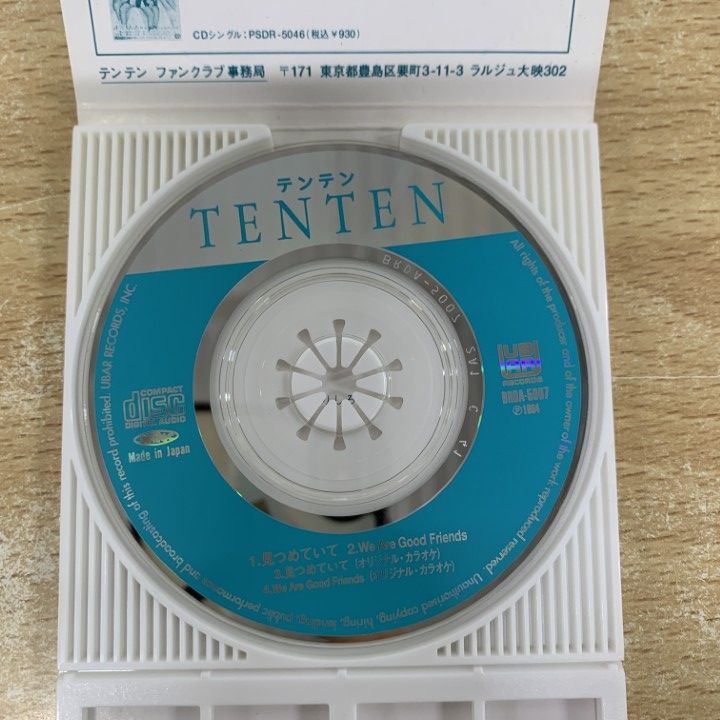 CDシングル:PSDR-5046(税込¥930)
テンテン ファンクラブ事務局 〒171 東京都豊島区要町3-11-3 ラルジュ大映302
テンテン
TENTEN
BRDA-5007
UBAR
RECORDS
BRDA-5007
Ⓟ1994
COMPACT
disc
DIGITAL AUDIO
Made in Japan
1.見つめていて 2.We Are Good Friends
3.見つめていて (オリジナル・カラオケ)
4.We Are Good Friends (オリジナル・カラオケ)
All rights of the producer and of the owner of the work reproduced reserved. Unauthorised copying, hiring, lending, public performance and broadcasting of this record prohibited. UBAR RECORDS, INC.